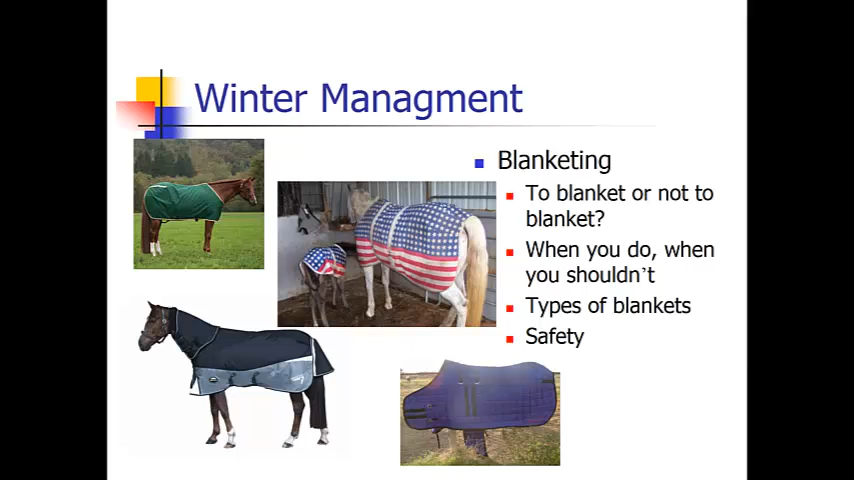 Winter Managment
Blanketing
To blanket or not to
blanket?
When you do, when
you shouldn't
Types of blankets
Safety